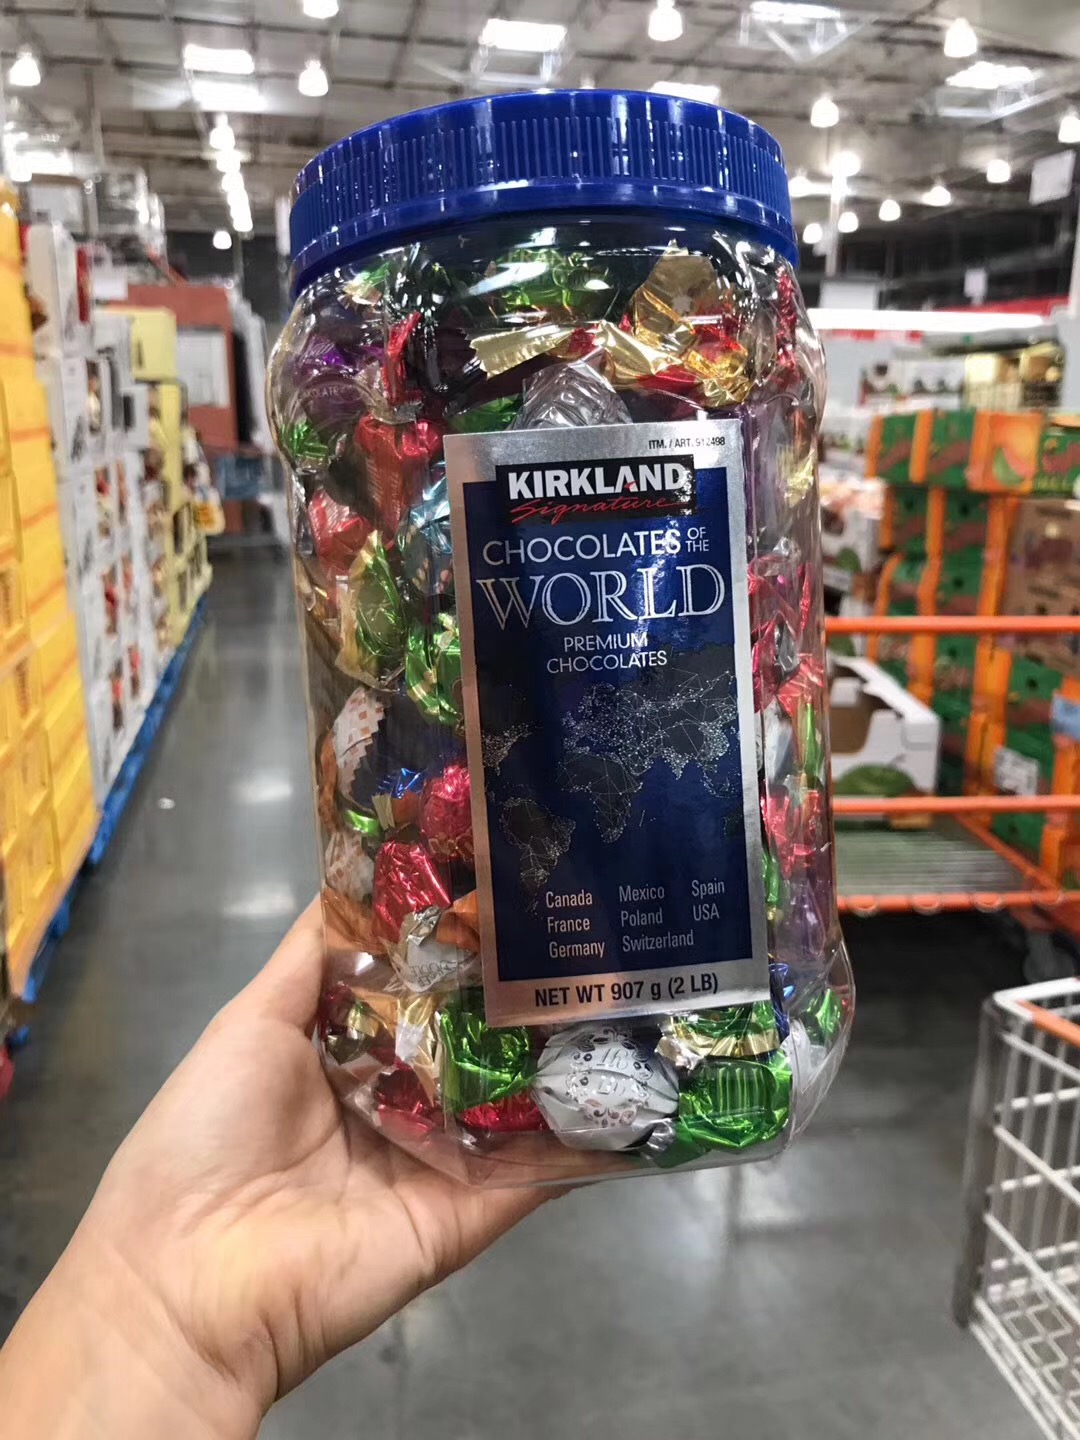 ITM. / ART. 912498
KIRKLAND
Signature
CHOCOLATES OF THE
WORLD
PREMIUM
CHOCOLATES
Canada Mexico Spain
France Poland USA
Germany Switzerland
NET WT 907 g (2 LB)